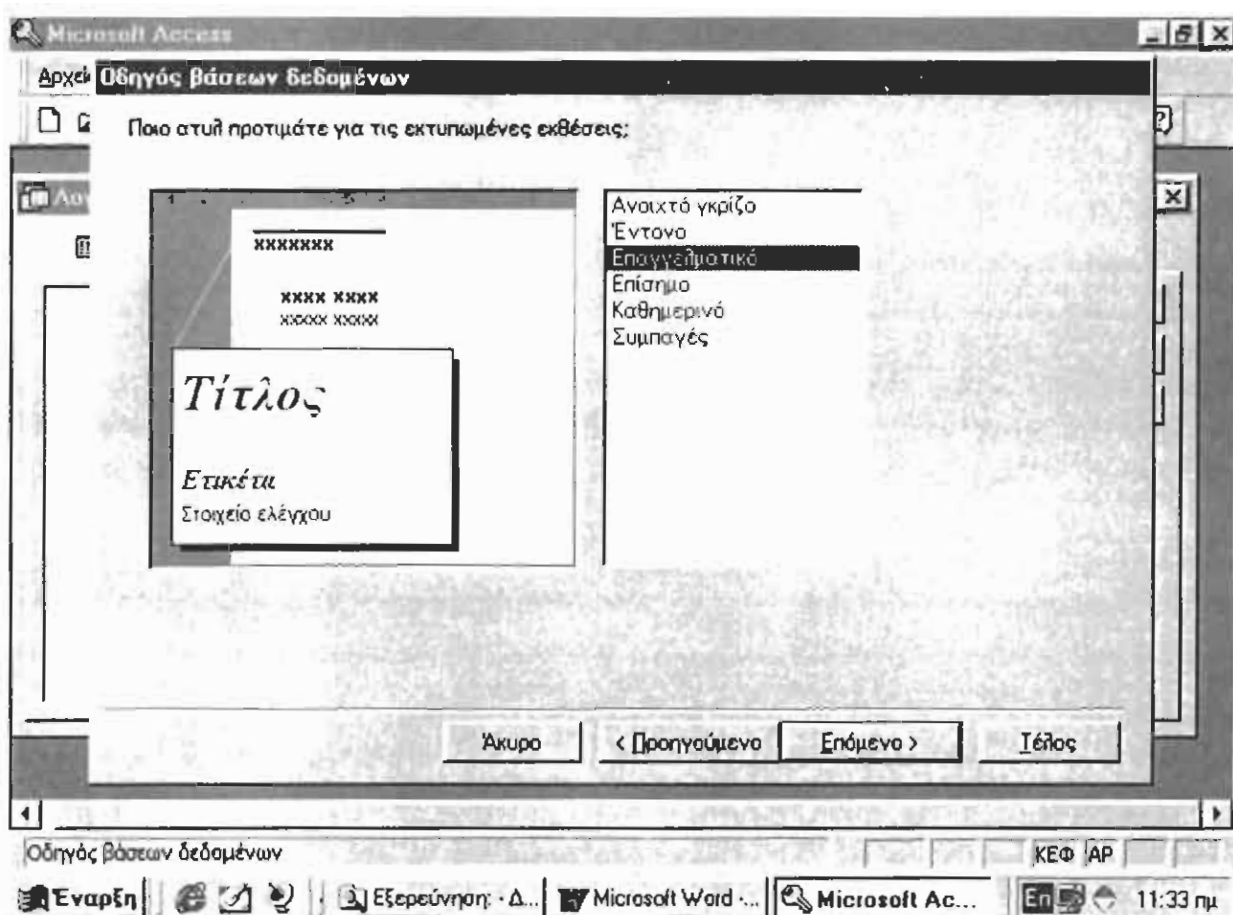 Microsoft Access
Αρχεί
Οδηγός βάσεων δεδομένων
Ποιο στυλ προτιμάτε για τις εκτυπωμένες εκθέσεις;
xxxxxxx
xxxx xxxx
xxxxx xxxxx
Τίτλος
Ετικέτα
Στοιχείο ελέγχου
Ανοιχτό γκρίζο
Έντονο
Επαγγελματικό
Επίσημο
Καθημερινό
Συμπαγές
Άκυρο
< Προηγούμενο
Επόμενο >
Τέλος
Οδηγός βάσεων δεδομένων
ΚΕΦ ΑΡ
Έναρξη
Εξερεύνηση: - Δ...
Microsoft Word -...
Microsoft Ac...
En
11:33 πμ